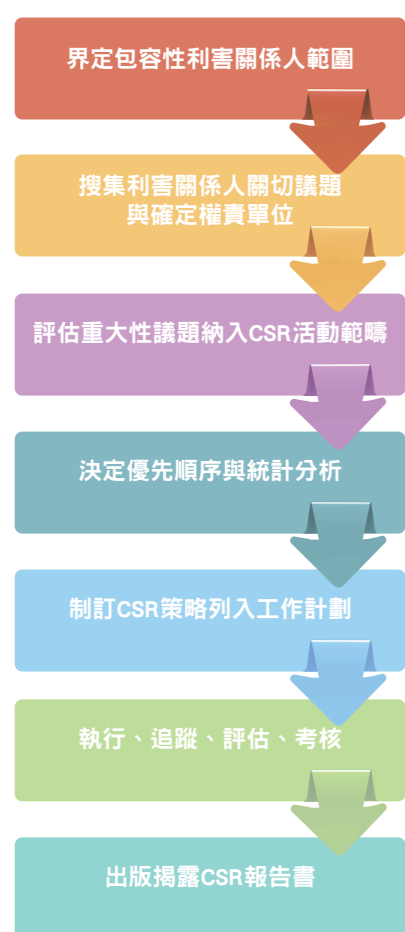 界定包容性利害關係人範圍
搜集利害關係人關切議題
與確定權責單位
評估重大性議題納入CSR活動範疇
決定優先順序與統計分析
制訂CSR策略列入工作計劃
執行、追蹤、評估、考核
出版揭露CSR報告書